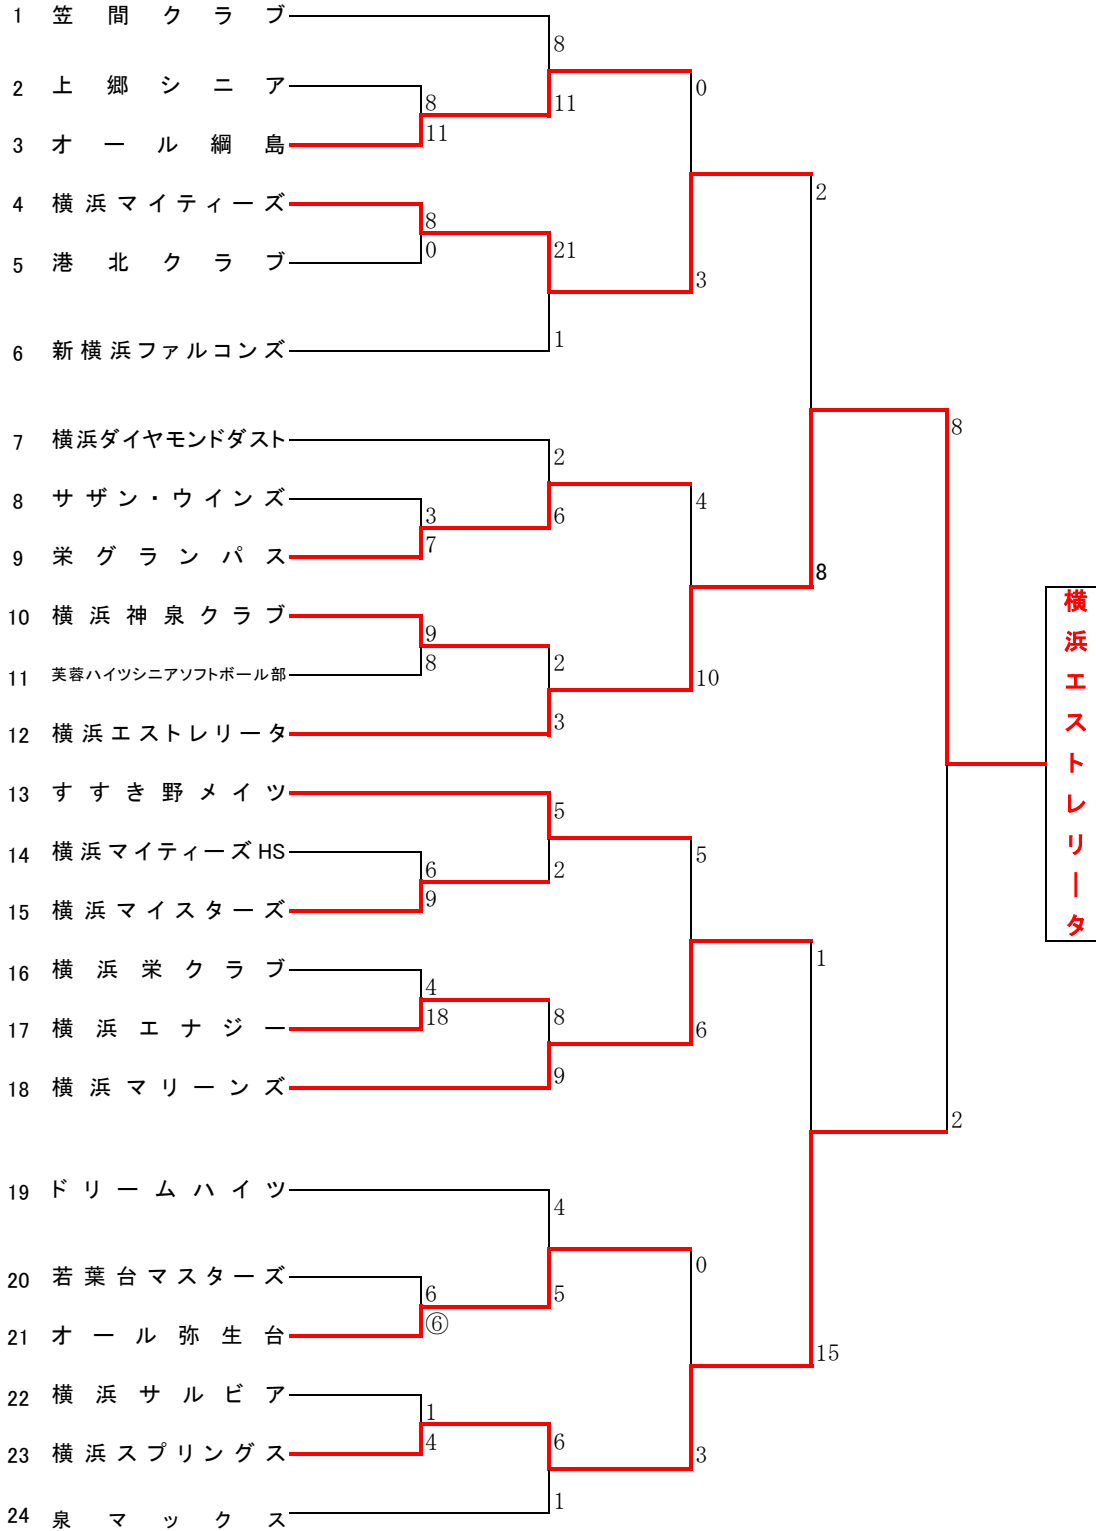 1 笠間クラブ
8
2 上郷シニア
0
8
11
11
3 オール綱島
2
4 横浜マイティーズ
8
21
0
5 港北クラブ
3
1
6 新横浜ファルコンズ
8
7 横浜ダイヤモンドダスト
2
8 サザン・ウインズ
4
3
6
7
9 栄グランパス
8
10 横浜神泉クラブ
9
2
8
11 芙蓉ハイツシニアソフトボール部
10
3
12 横浜エストレリータ
横浜エストレリータ
13 すすき野メイツ
5
14 横浜マイティーズHS
5
6
2
9
15 横浜マイスターズ
1
16 横浜栄クラブ
4
18
8
17 横浜エナジー
6
9
18 横浜マリーンズ
2
19 ドリームハイツ
4
0
20 若葉台マスターズ
6
5
⑥
21 オール弥生台
15
22 横浜サルビア
1
4
6
23 横浜スプリングス
3
1
24 泉マックス